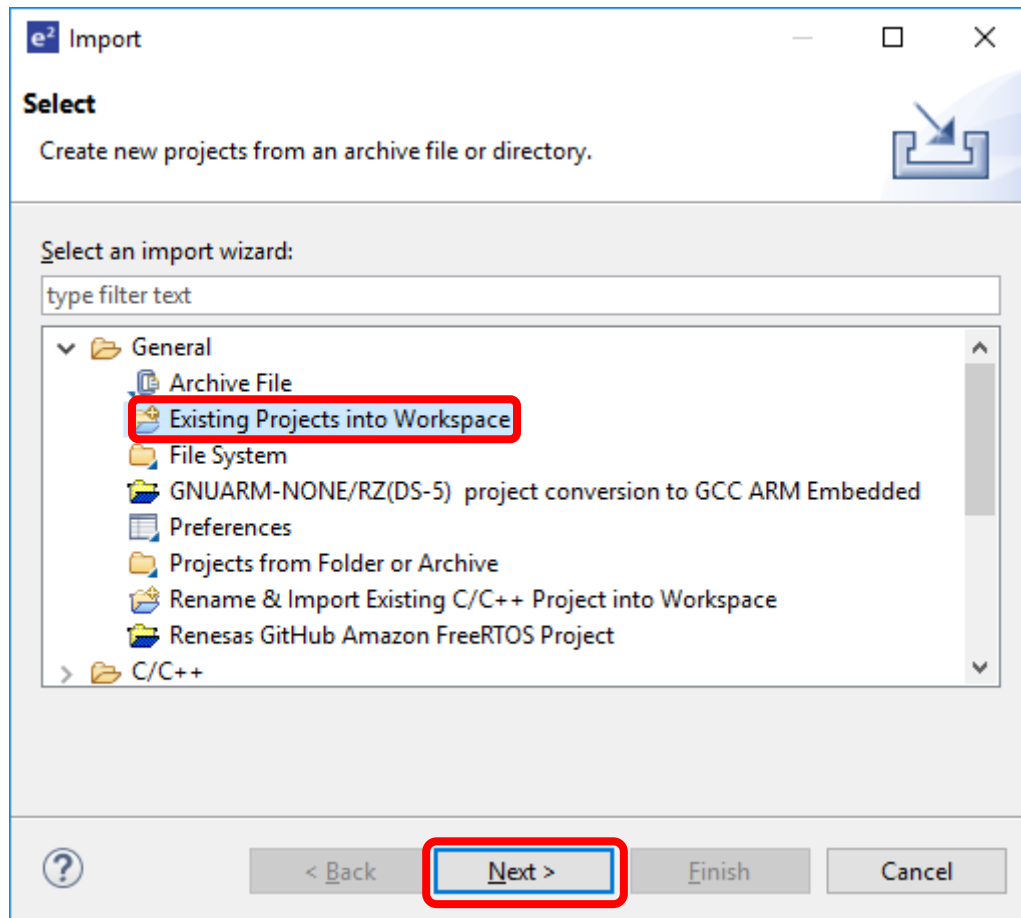 e² Import
Select
Create new projects from an archive file or directory.
Select an import wizard:
type filter text
General
Archive File
Existing Projects into Workspace
File System
GNUARM-NONE/RZ(DS-5)  project conversion to GCC ARM Embedded
Preferences
Projects from Folder or Archive
Rename & Import Existing C/C++ Project into Workspace
Renesas GitHub Amazon FreeRTOS Project
C/C++
? < Back Next > Finish Cancel